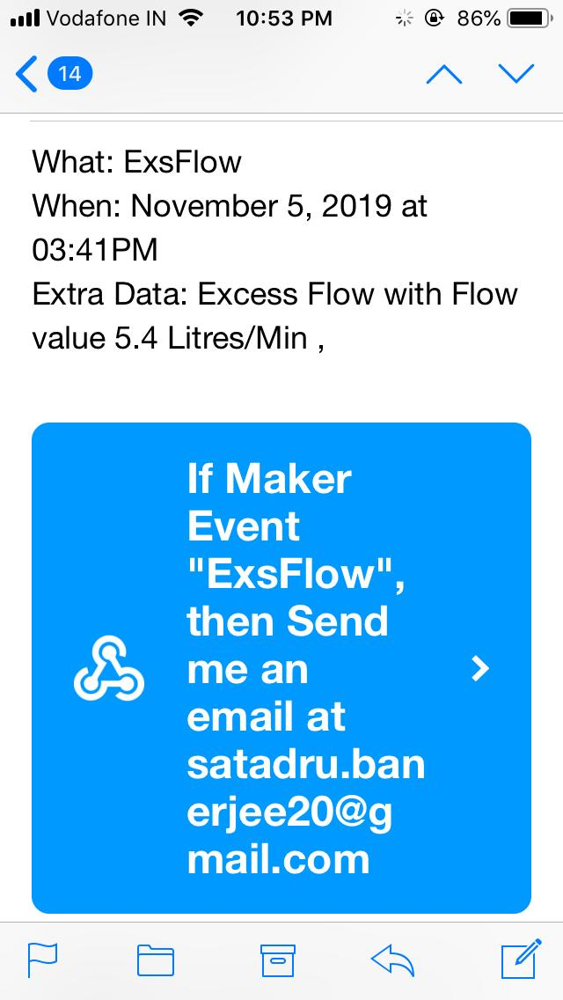 Vodafone IN 10:53 PM 86%
14
What: ExsFlow
When: November 5, 2019 at
03:41PM
Extra Data: Excess Flow with Flow
value 5.4 Litres/Min ,
If Maker
Event
"ExsFlow",
then Send
me an
email at
satadru.ban
erjee20@g
mail.com